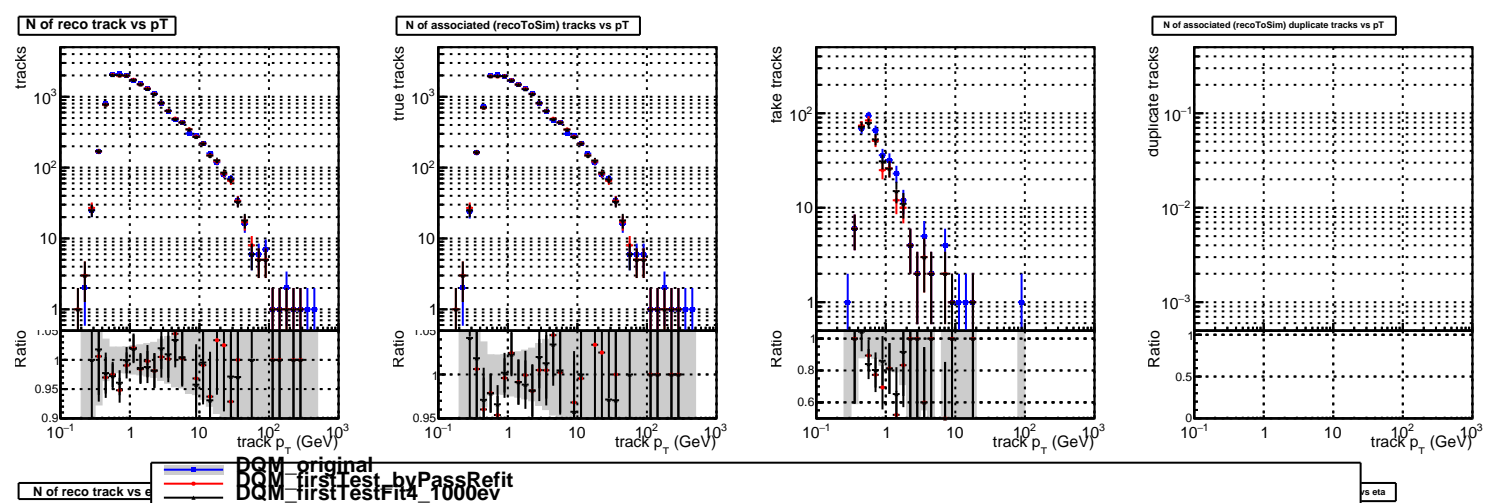 N of reco track vs pT
N of associated (recoToSim) tracks vs pT
N of associated (recoToSim) duplicate tracks vs pT
tracks
10³
10²
10
1
Ratio
1.05
1
0.95
0.9
10⁻¹ 1 10 10² 10³
track p_T (GeV)
true tracks
10³
10²
10
1
Ratio
1.05
1
0.95
10⁻¹ 1 10 10² 10³
track p_T (GeV)
fake tracks
10²
10
1
Ratio
1
0.8
0.6
10⁻¹ 1 10 10² 10³
track p_T (GeV)
duplicate tracks
10⁻¹
10⁻²
10⁻³
Ratio
1
0.5
0
10⁻¹ 1 10 10² 10³
track p_T (GeV)
DQM_original
DQM_firstTest_byPassRefit
DQM_firstTestFit4_1000ev
N of reco track vs e
vs eta